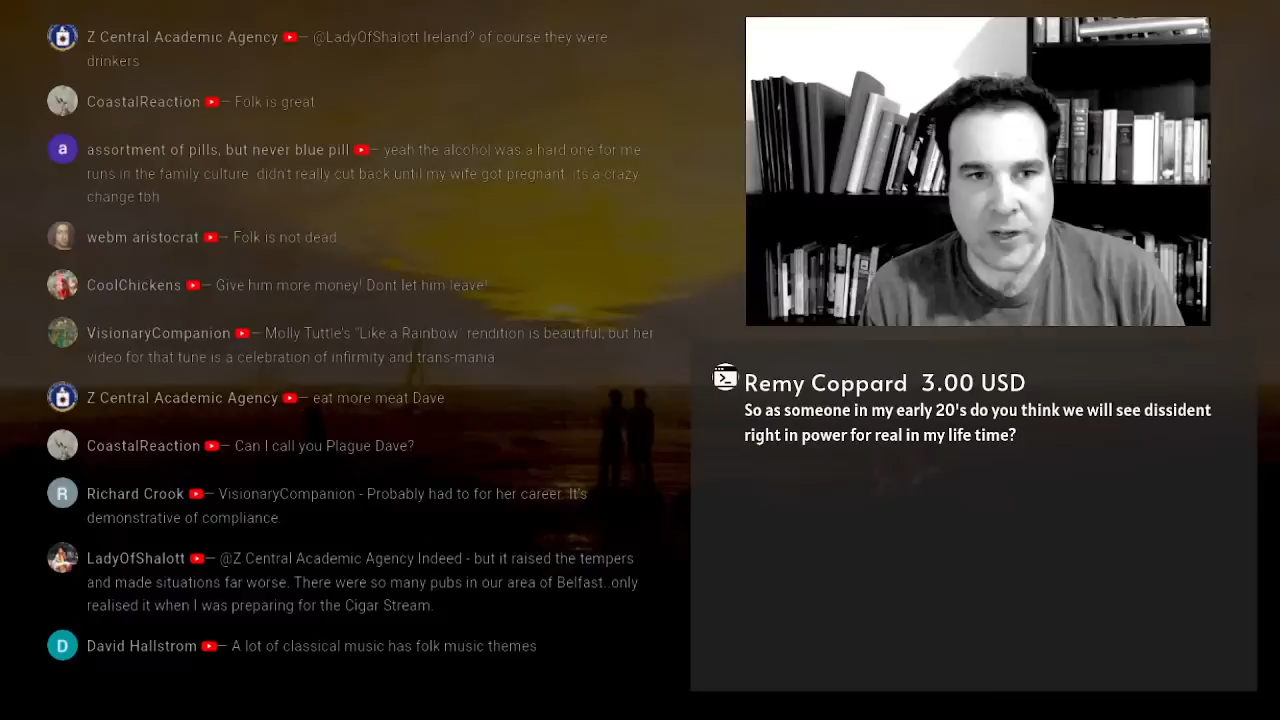 Z Central Academic Agency — @LadyOfShalott Ireland? of course they were
drinkers
CoastalReaction — Folk is great
a
assortment of pills, but never blue pill — yeah the alcohol was a hard one for me
runs in the family culture didn't really cut back until my wife got pregnant its a crazy
change tbh
webm aristocrat — Folk is not dead
CoolChickens — Give him more money! Dont let him leave!
VisionaryCompanion — Molly Tuttle's "Like a Rainbow" rendition is beautiful, but her
video for that tune is a celebration of infirmity and trans-mania
Z Central Academic Agency — eat more meat Dave
CoastalReaction — Can I call you Plague Dave?
R
Richard Crook — VisionaryCompanion - Probably had to for her career. It's
demonstrative of compliance.
LadyOfShalott — @Z Central Academic Agency Indeed - but it raised the tempers
and made situations far worse. There were so many pubs in our area of Belfast..only
realised it when I was preparing for the Cigar Stream.
D
David Hallstrom — A lot of classical music has folk music themes
Remy Coppard 3.00 USD
So as someone in my early 20's do you think we will see dissident
right in power for real in my life time?